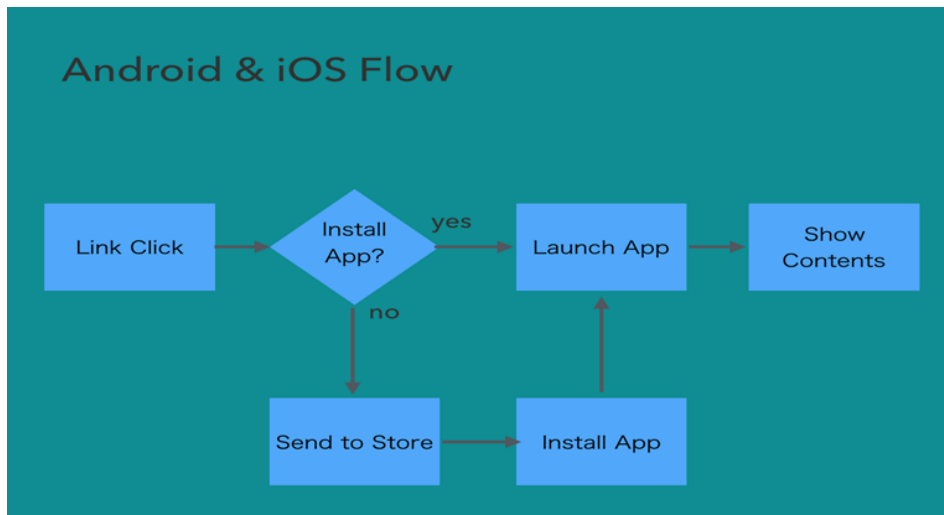 Android & iOS Flow
Link Click
Install
App?
yes
no
Launch App
Show
Contents
Send to Store
Install App